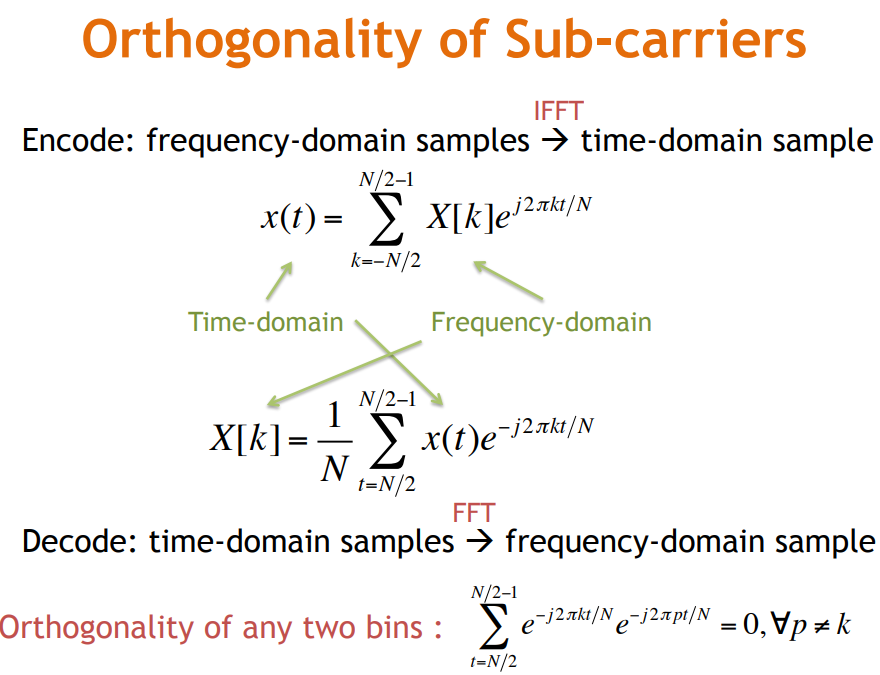 Orthogonality of Sub-carriers
IFFT
Encode: frequency-domain samples → time-domain sample
x(t) = ∑_{k=−N/2}^{N/2−1} X[k]e^{j2πkt/N}
Time-domain Frequency-domain
X[k] = \frac{1}{N} ∑_{t=N/2}^{N/2−1} x(t)e^{−j2πkt/N}
FFT
Decode: time-domain samples → frequency-domain sample
Orthogonality of any two bins : ∑_{t=N/2}^{N/2−1} e^{−j2πkt/N} e^{−j2πpt/N} = 0, ∀p ≠ k